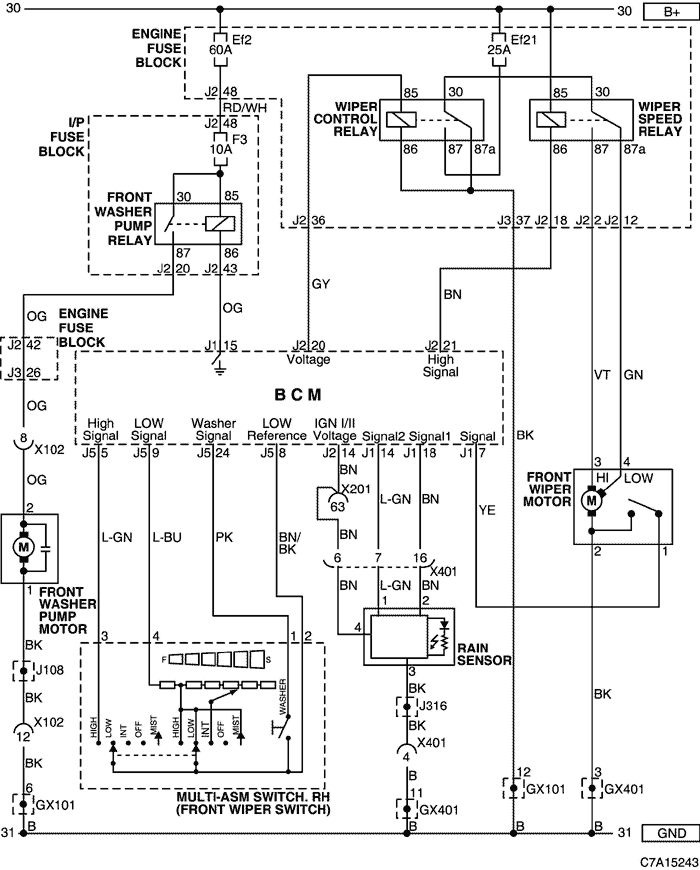 30 30 B+
ENGINE FUSE BLOCK
Ef2 60A
Ef21 25A
J2 48
RD/WH
J2 48
I/P FUSE BLOCK
F3 10A
85 30
WIPER CONTROL RELAY
86 87 87a
85 30
WIPER SPEED RELAY
86 87 87a
30 85
FRONT WASHER PUMP RELAY
87 86
J2 20 J2 43
J2 36 J3 37 J2 18 J2 2 J2 12
OG
GY
BN
OG
ENGINE FUSE BLOCK
J2 42
J3 26
J1 15 J2 20 J2 21
Voltage
High Signal
BCM
VT GN
OG
8 X102
High Signal
LOW Signal
Washer Signal
LOW Reference
IGN I/II Voltage
Signal2 Signal1 Signal
J5 5 J5 9 J5 24 J5 8 J2 14 J1 14 J1 18 J1 7
BK
OG
BN
X201
63
L-GN BN YE
3 4
FRONT WIPER MOTOR
HI LOW
M
2 1
2
M
1
FRONT WASHER PUMP MOTOR
L-GN L-BU PK BN/BK
BN
6 7 16 X401
BN L-GN BN
1 2
4
RAIN SENSOR
3
BK
J108
BK
X102
12
BK
6
GX101
3 4 1 2
F S
HIGH LOW INT OFF MIST HIGH LOW INT OFF MIST
WASHER
MULTI-ASM SWITCH. RH
(FRONT WIPER SWITCH)
BK
J316
BK
X401
4
B
11
GX401
12
GX101
BK
3
GX401
31 B B B B 31 GND
C7A15243